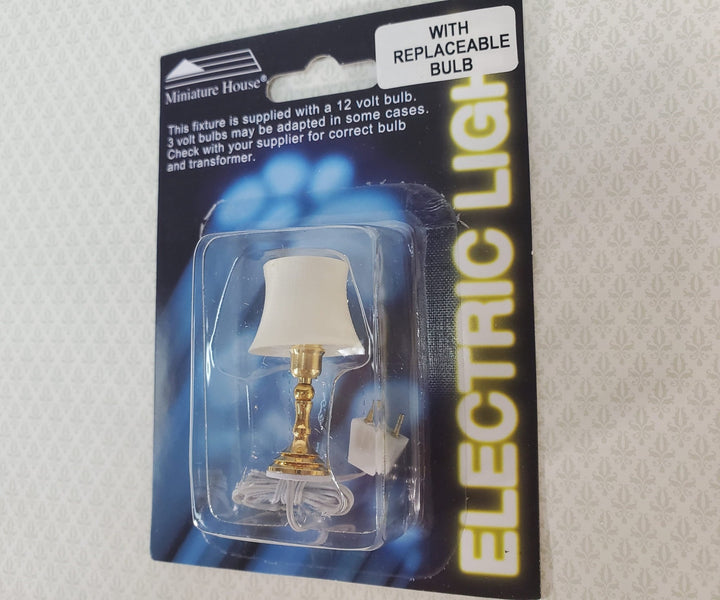 WITH
REPLACEABLE
BULB
Miniature House®
This fixture is supplied with a 12 volt bulb.
3 volt bulbs may be adapted in some cases.
Check with your supplier for correct bulb
and transformer.
ELECTRIC LIGH